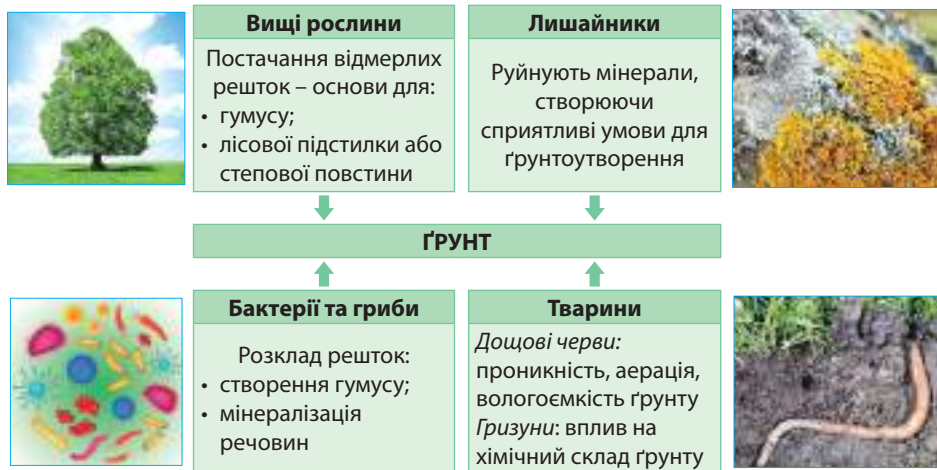 Вищі рослини
Постачання відмерлих
решток – основи для:
• гумусу;
• лісової підстилки або
степової повстини
Лишайники
Руйнують мінерали,
створюючи
сприятливі умови для
ґрунтоутворення
ҐРУНТ
Бактерії та гриби
Розклад решток:
• створення гумусу;
• мінералізація
речовин
Тварини
Дощові черви:
проникність, аерація,
вологоємкість ґрунту
Гризуни: вплив на
хімічний склад ґрунту